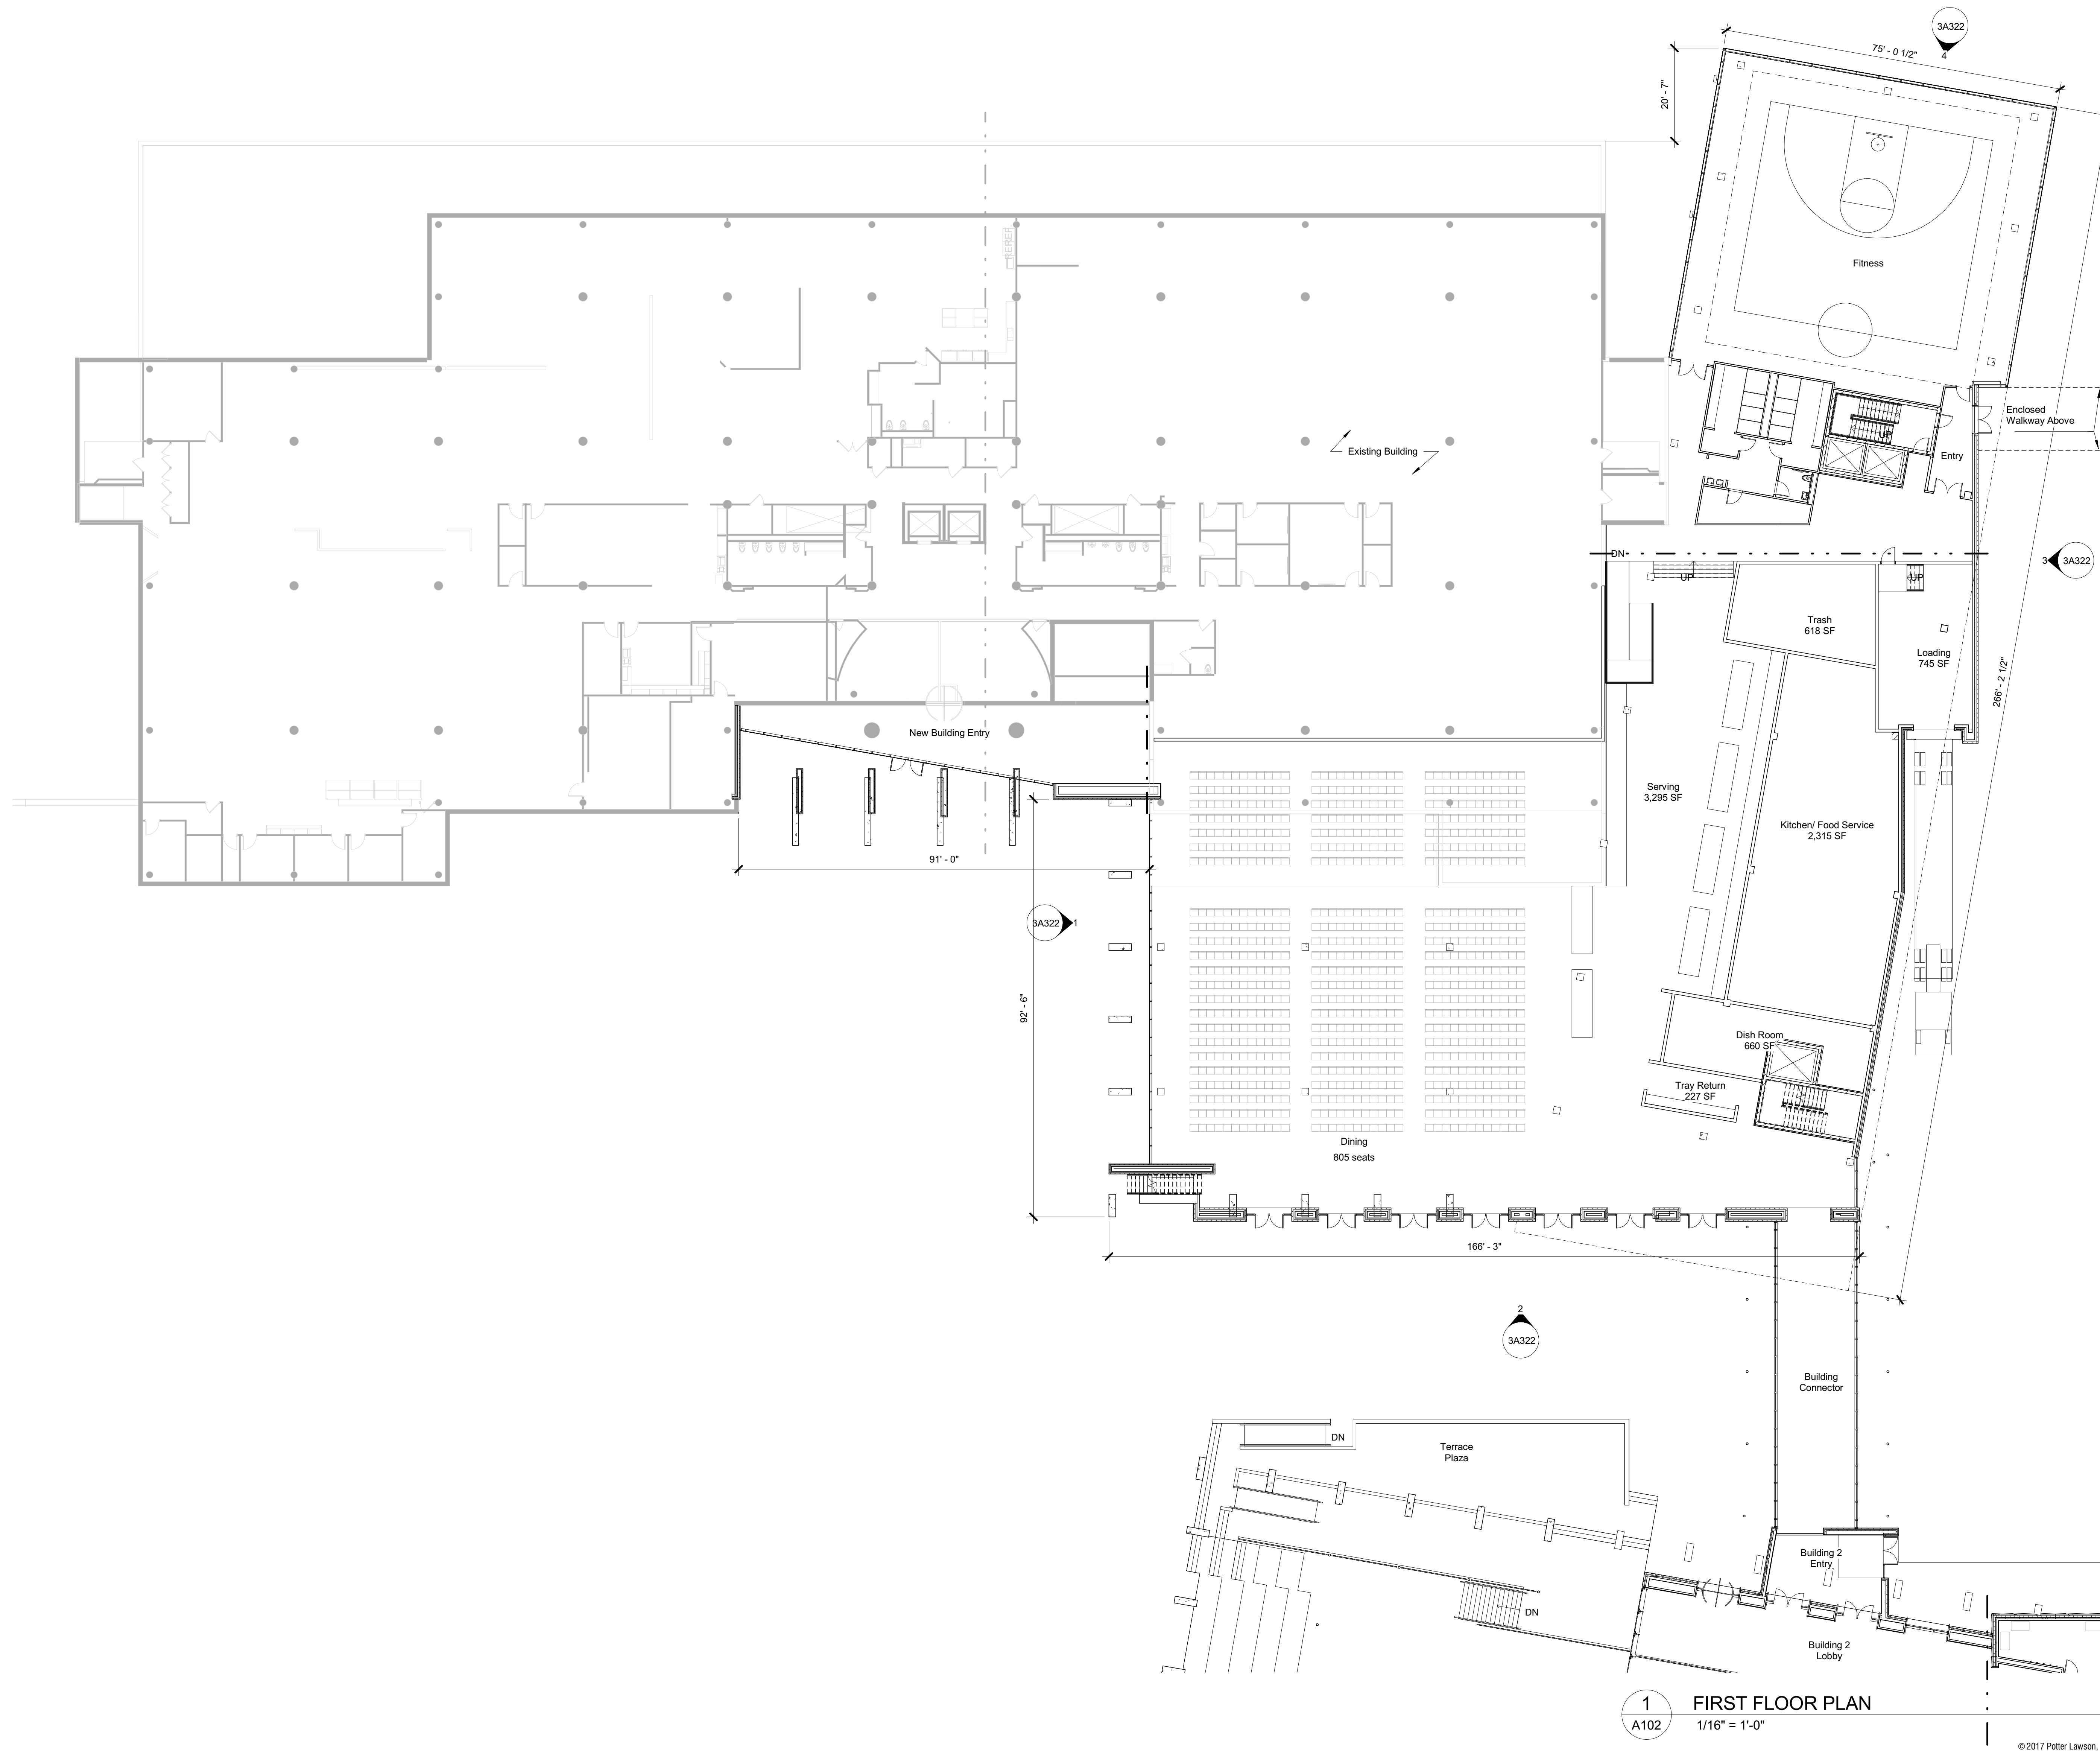 3A322
4
75' - 0 1/2"
20' - 7"
REF
REF
Fitness
Enclosed
Walkway Above
UP
Existing Building
Entry
DN
3
3A322
UP
UP
Trash
618 SF
Loading
745 SF
266' - 2 1/2"
New Building Entry
Serving
3,295 SF
Kitchen/ Food Service
2,315 SF
91' - 0"
3A322
1
92' - 6"
Dish Room
660 SF
Tray Return
227 SF
Dining
805 seats
166' - 3"
2
3A322
Building
Connector
DN
Terrace
Plaza
Building 2
Entry
DN
Building 2
Lobby
1
FIRST FLOOR PLAN
A102
1/16" = 1'-0"
© 2017 Potter Lawson,